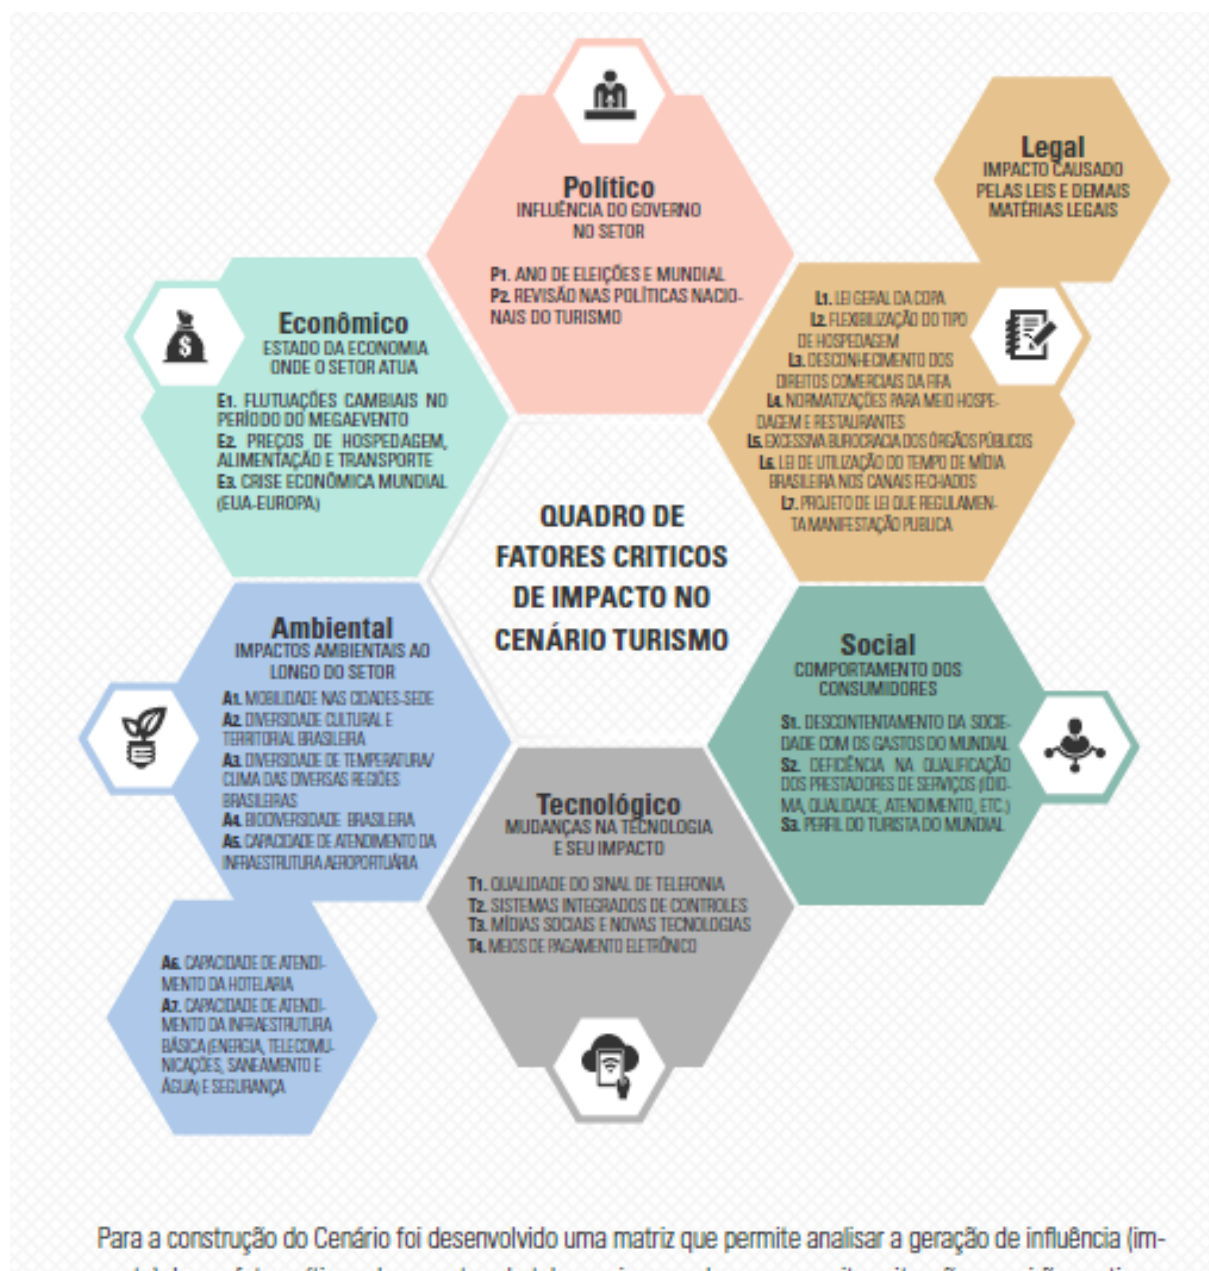 Político
INFLUÊNCIA DO GOVERNO
NO SETOR
P1. ANO DE ELEIÇÕES E MUNDIAL
P2. REVISÃO NAS POLÍTICAS NACIO-
NAIS DO TURISMO
Legal
IMPACTO CAUSADO
PELAS LEIS E DEMAIS
MATÉRIAS LEGAIS
L1. LEI GERAL DA COPA
L2. FLEXIBILIZAÇÃO DO TIPO
DE HOSPEDAGEM
L3. DESCONHECIMENTO DOS
DIREITOS COMERCIAIS DA FIFA
L4. NORMATIZAÇÕES PARA MEIO HOSPE-
DAGEM E RESTAURANTES
L5. EXCESSIVA BUROCRACIA DOS ÓRGÃOS PÚBLICOS
L6. LEI DE UTILIZAÇÃO DO TEMPO DE MÍDIA
BRASILEIRA NOS CANAIS FECHADOS
L7. PROJETO DE LEI QUE REGULAMEN-
TA MANIFESTAÇÃO PUBLICA
Econômico
ESTADO DA ECONOMIA
ONDE O SETOR ATUA
E1. FLUTUAÇÕES CAMBIAIS NO
PERÍODO DO MEGAEVENTO
E2. PREÇOS DE HOSPEDAGEM,
ALIMENTAÇÃO E TRANSPORTE
E3. CRISE ECONÔMICA MUNDIAL
(EUA-EUROPA)
QUADRO DE
FATORES CRITICOS
DE IMPACTO NO
CENÁRIO TURISMO
Ambiental
IMPACTOS AMBIENTAIS AO
LONGO DO SETOR
A1. MOBILIDADE NAS CIDADES-SEDE
A2. DIVERSIDADE CULTURAL E
TERRITORIAL BRASILEIRA
A3. DIVERSIDADE DE TEMPERATURA/
CLIMA DAS DIVERSAS REGIÕES
BRASILEIRAS
A4. BIODIVERSIDADE BRASILEIRA
A5. CAPACIDADE DE ATENDIMENTO DA
INFRAESTRUTURA AEROPORTUÁRIA
A6. CAPACIDADE DE ATENDI-
MENTO DA HOTELARIA
A7. CAPACIDADE DE ATENDI-
MENTO DA INFRAESTRUTURA
BÁSICA (ENERGIA, TELECOMU-
NICAÇÕES, SANEAMENTO E
ÁGUA) E SEGURANÇA
Social
COMPORTAMENTO DOS
CONSUMIDORES
S1. DESCONTENTAMENTO DA SOCIE-
DADE COM OS GASTOS DO MUNDIAL
S2. DEFICÊNCIA NA QUALIFICAÇÃO
DOS PRESTADORES DE SERVIÇOS (IDIO-
MA, QUALIDADE, ATENDIMENTO, ETC.)
S3. PERFIL DO TURISTA DO MUNDIAL
Tecnológico
MUDANÇAS NA TECNOLOGIA
E SEU IMPACTO
T1. QUALIDADE DO SINAL DE TELEFONIA
T2. SISTEMAS INTEGRADOS DE CONTROLES
T3. MÍDIAS SOCIAIS E NOVAS TECNOLOGIAS
T4. MEIOS DE PAGAMENTO ELETRÔNICO
Para a construção do Cenário foi desenvolvido uma matriz que permite analisar a geração de influência (im-